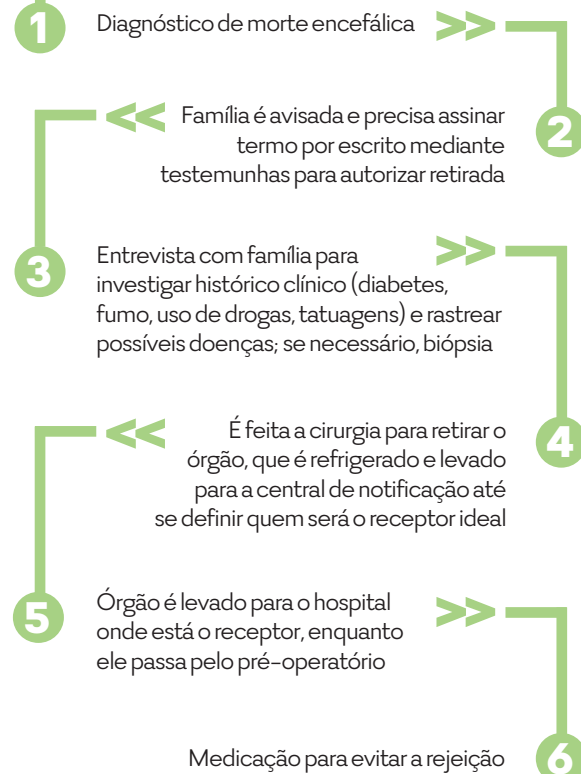 1 Diagnóstico de morte encefálica >>
<< Família é avisada e precisa assinar
termo por escrito mediante
testemunhas para autorizar retirada
2
3
Entrevista com família para >>
investigar histórico clínico (diabetes,
fumo, uso de drogas, tatuagens) e rastrear
possíveis doenças; se necessário, biópsia
<< É feita a cirurgia para retirar o
órgão, que é refrigerado e levado
para a central de notificação até
se definir quem será o receptor ideal
4
5
Órgão é levado para o hospital >>
onde está o receptor, enquanto
ele passa pelo pré-operatório
Medicação para evitar a rejeição 6